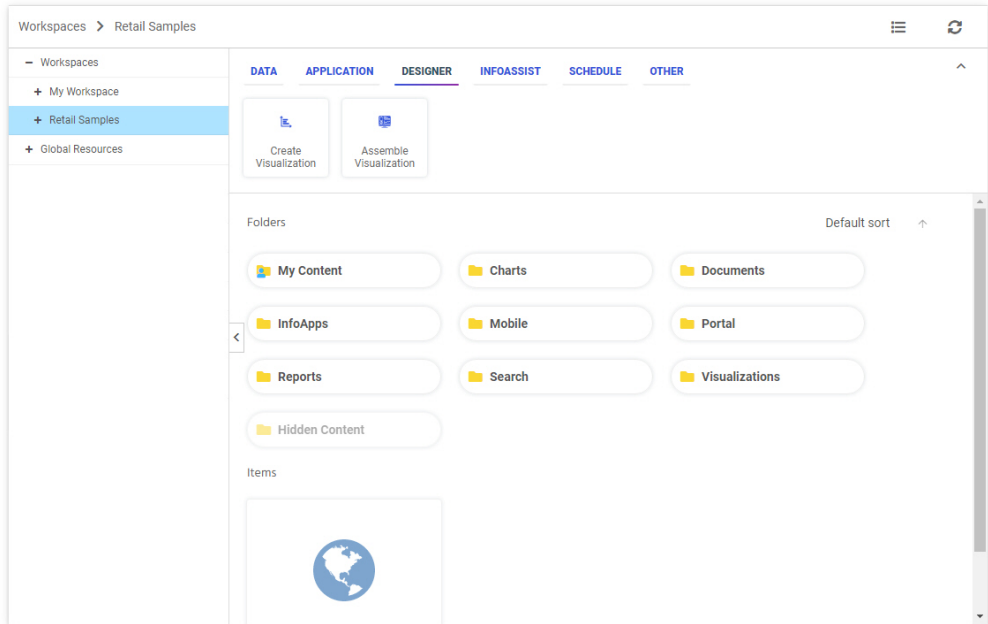 Workspaces > Retail Samples
Workspaces
My Workspace
Retail Samples
Global Resources
DATA APPLICATION DESIGNER INFOASSIST SCHEDULE OTHER
Create
Visualization
Assemble
Visualization
Folders Default sort
My Content Charts Documents
InfoApps Mobile Portal
Reports Search Visualizations
Hidden Content
Items